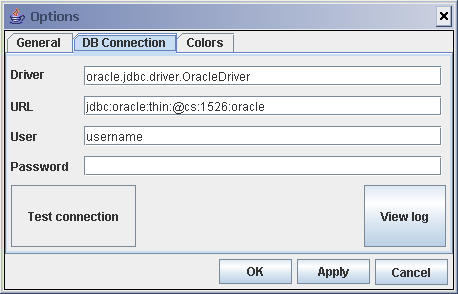 Options
General
DB Connection
Colors
Driver
oracle.jdbc.driver.OracleDriver
URL
jdbc:oracle:thin:@cs:1526:oracle
User
username
Password
Test connection
View log
OK
Apply
Cancel